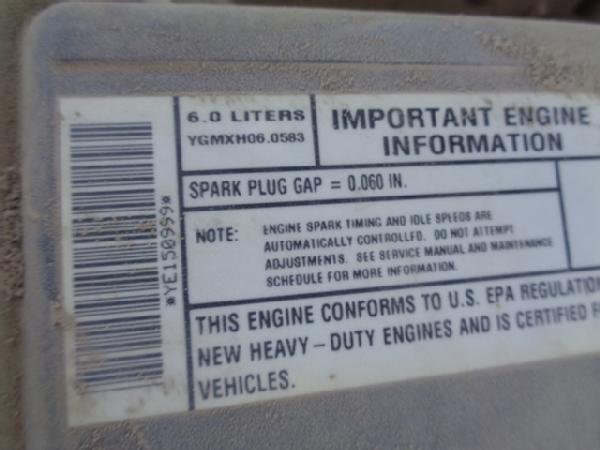 *YE150999*
6.0 LITERS
YGMXH06.0583
IMPORTANT ENGINE
INFORMATION
SPARK PLUG GAP = 0.060 IN.
NOTE:
ENGINE SPARK TIMING AND IDLE SPEEDS ARE
AUTOMATICALLY CONTROLLED. DO NOT ATTEMPT
ADJUSTMENTS. SEE SERVICE MANUAL AND MAINTENANCE
SCHEDULE FOR MORE INFORMATION.
THIS ENGINE CONFORMS TO U.S. EPA REGULATION
NEW HEAVY - DUTY ENGINES AND IS CERTIFIED F
VEHICLES.